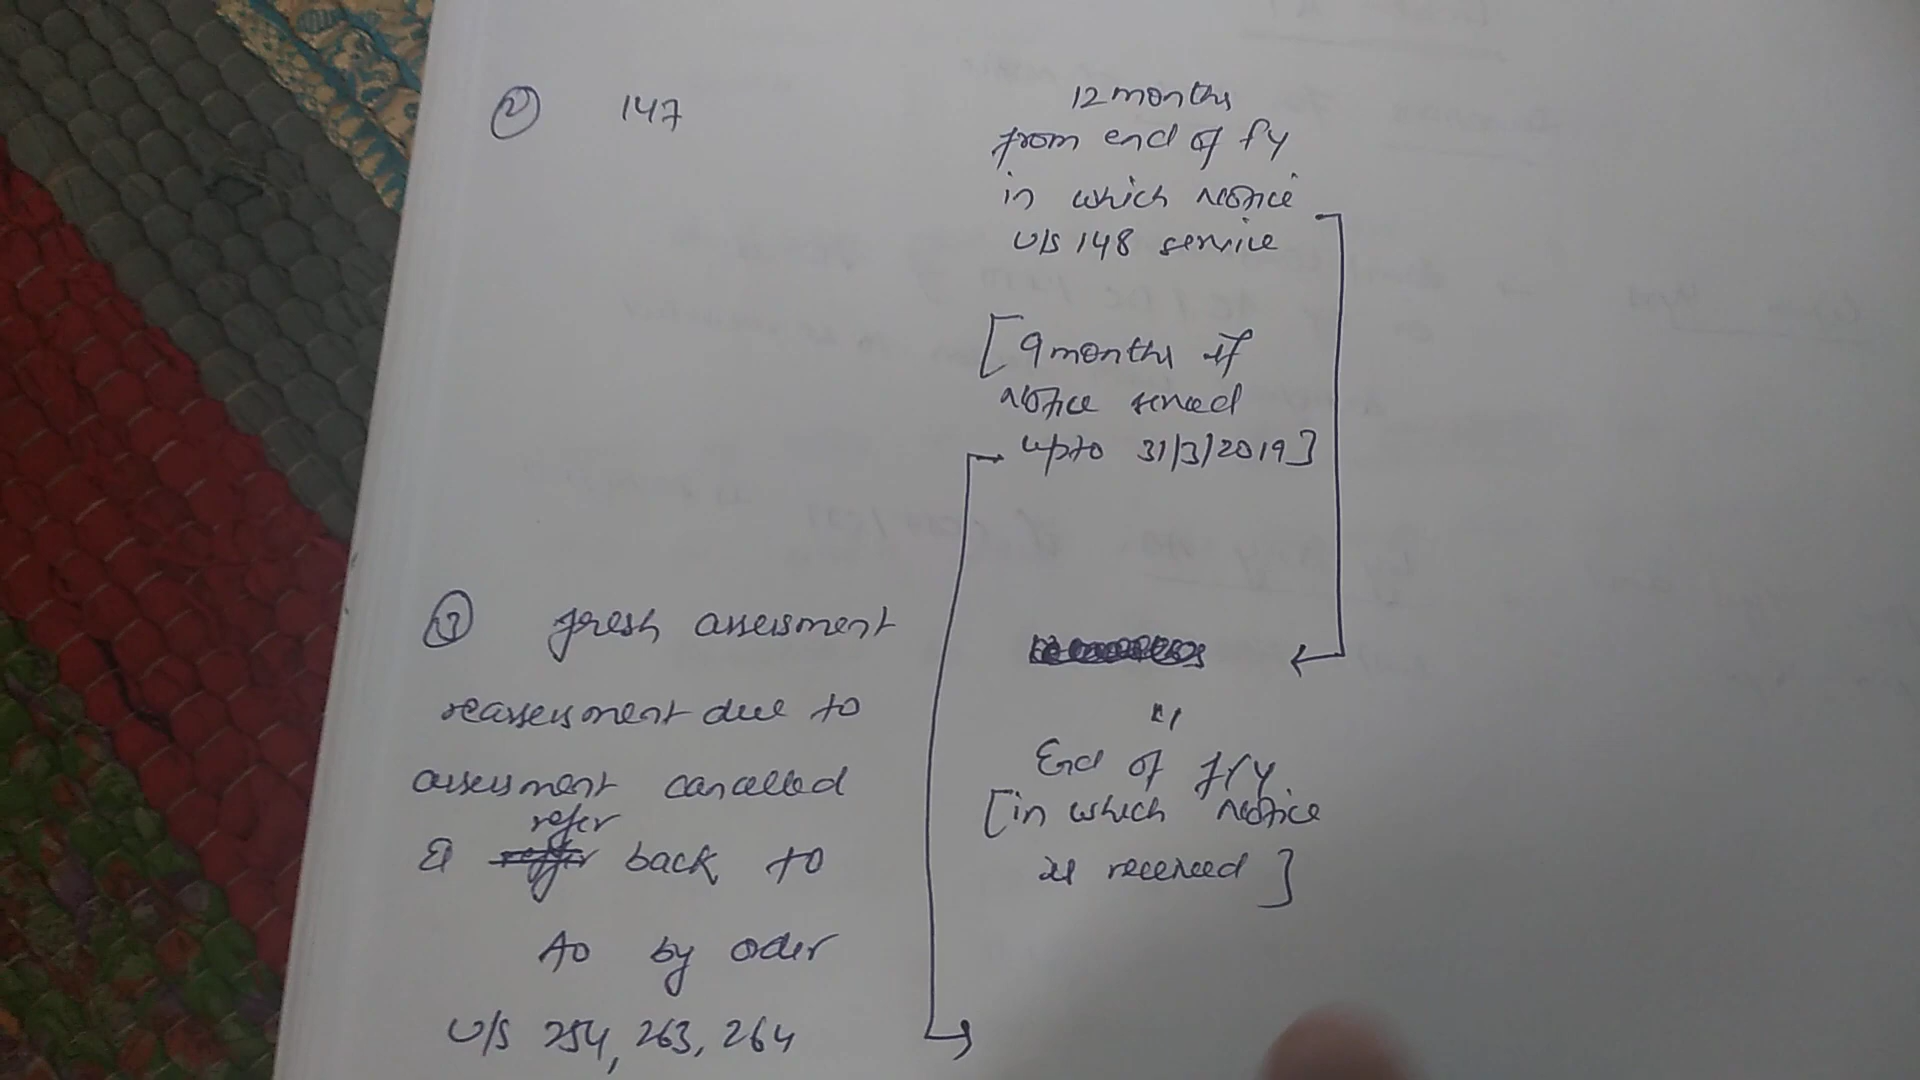 2 147
12 months
from end of fy
in which notice
U/S 148 service
[9 months if
notice served
upto 31/3/2019]
3 fresh assessment
reassessment due to
assessment cancelled
& refer back to
AO by order
U/S 254, 263, 264
"
End of f/y
[in which notice
is received]